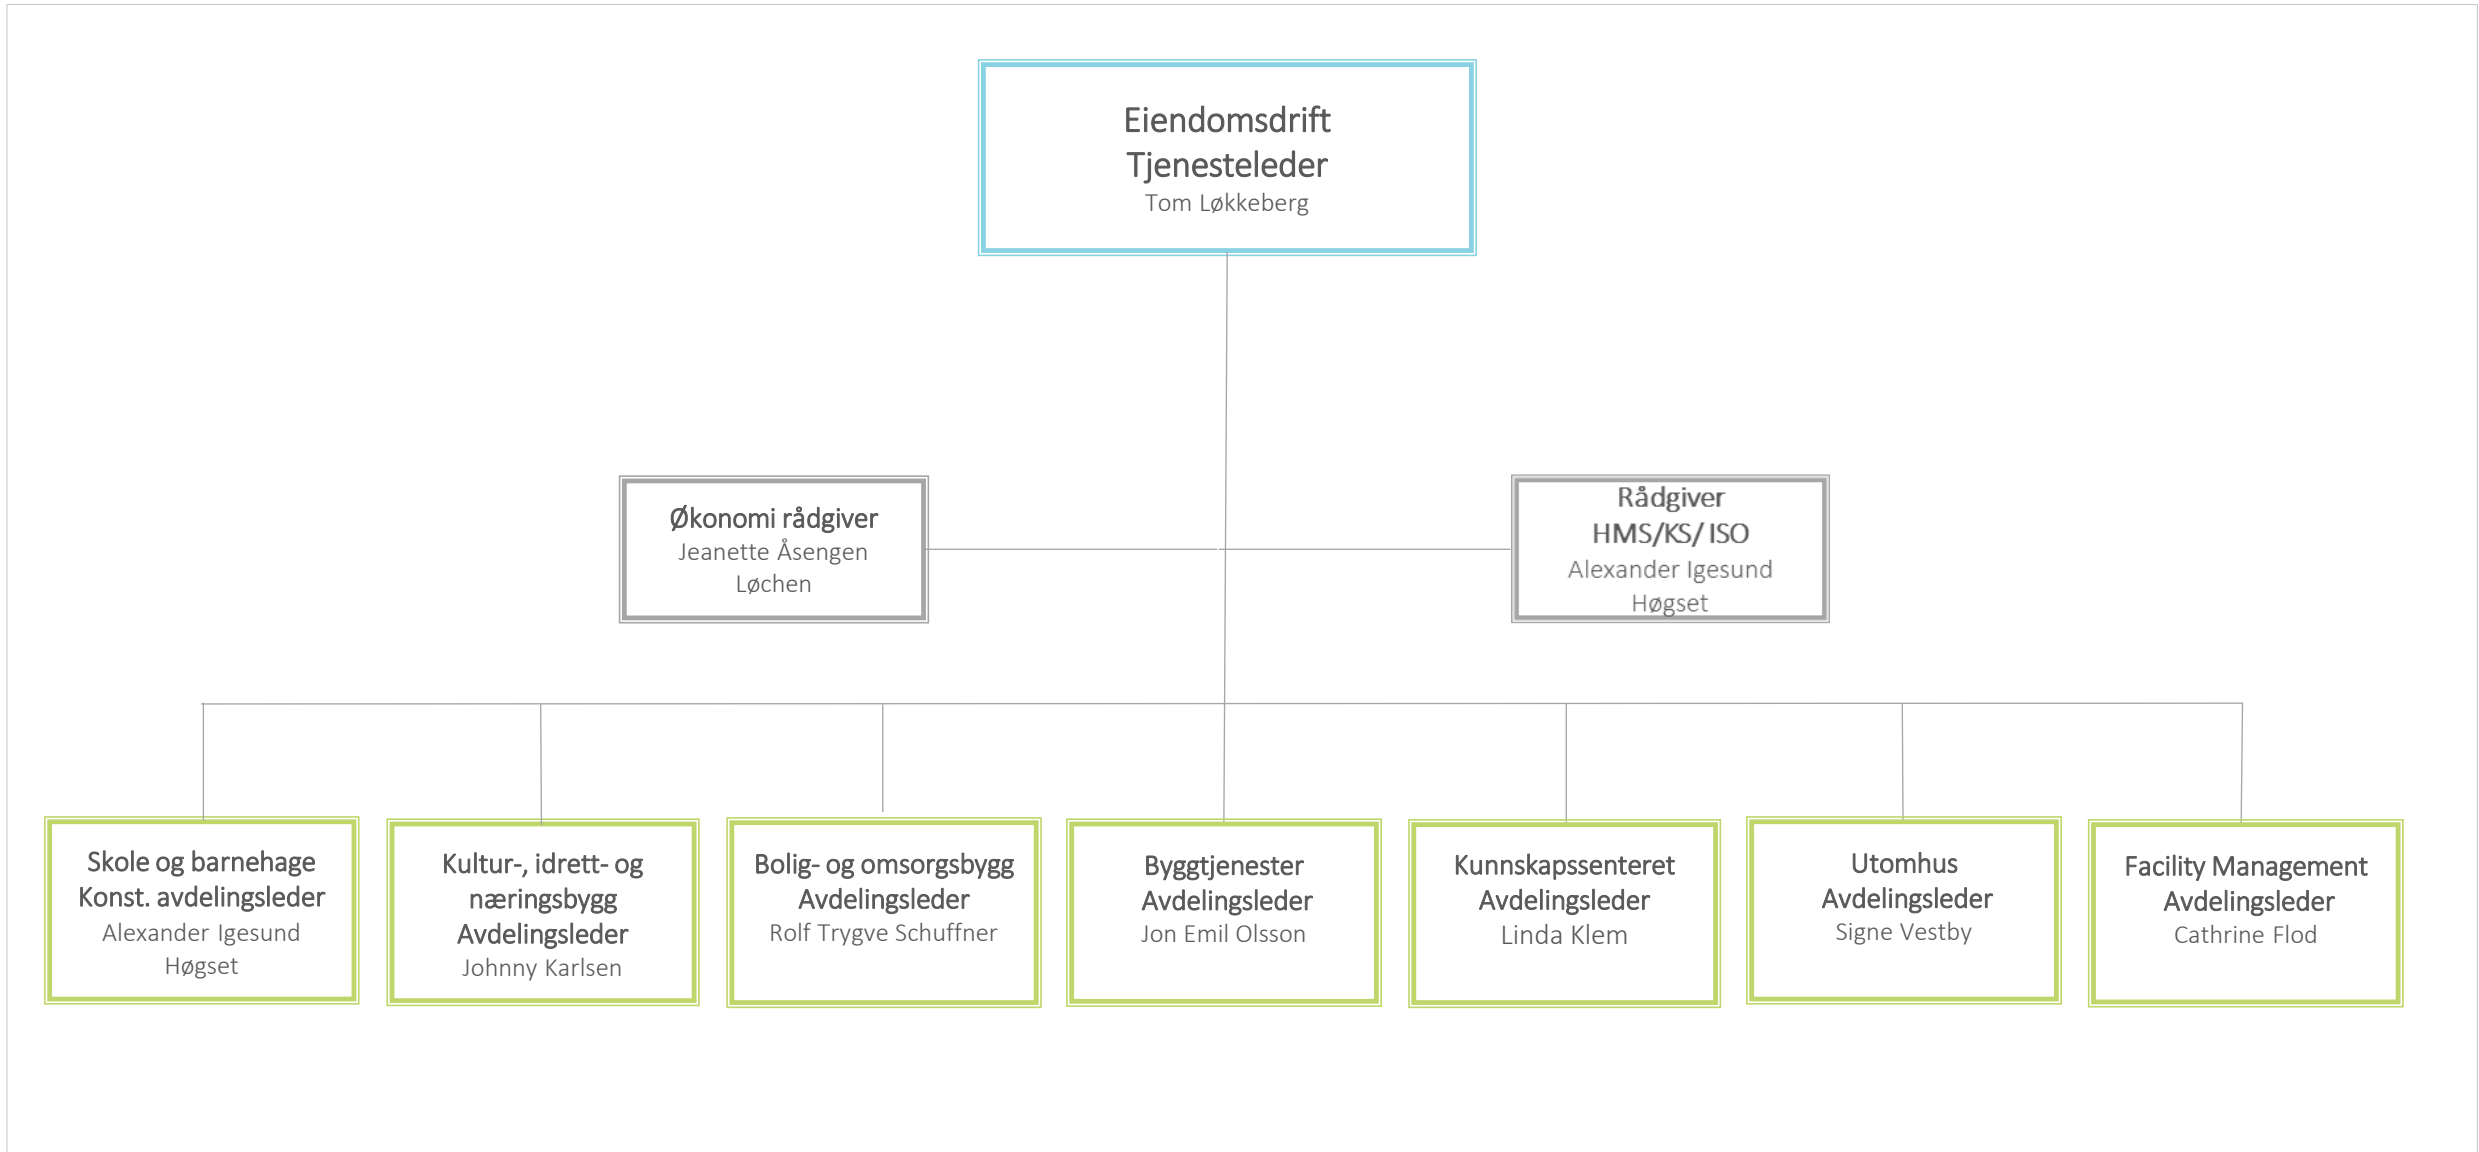 Eiendomsdrift
Tjenesteleder
Tom Løkkeberg
Økonomi rådgiver
Jeanette Åsengen
Løchen
Rådgiver
HMS/KS/ ISO
Alexander Igesund
Høgset
Skole og barnehage
Konst. avdelingsleder
Alexander Igesund
Høgset
Kultur-, idrett- og
næringsbygg
Avdelingsleder
Johnny Karlsen
Bolig- og omsorgsbygg
Avdelingsleder
Rolf Trygve Schuffner
Byggtjenester
Avdelingsleder
Jon Emil Olsson
Kunnskapssenteret
Avdelingsleder
Linda Klem
Utomhus
Avdelingsleder
Signe Vestby
Facility Management
Avdelingsleder
Cathrine Flod